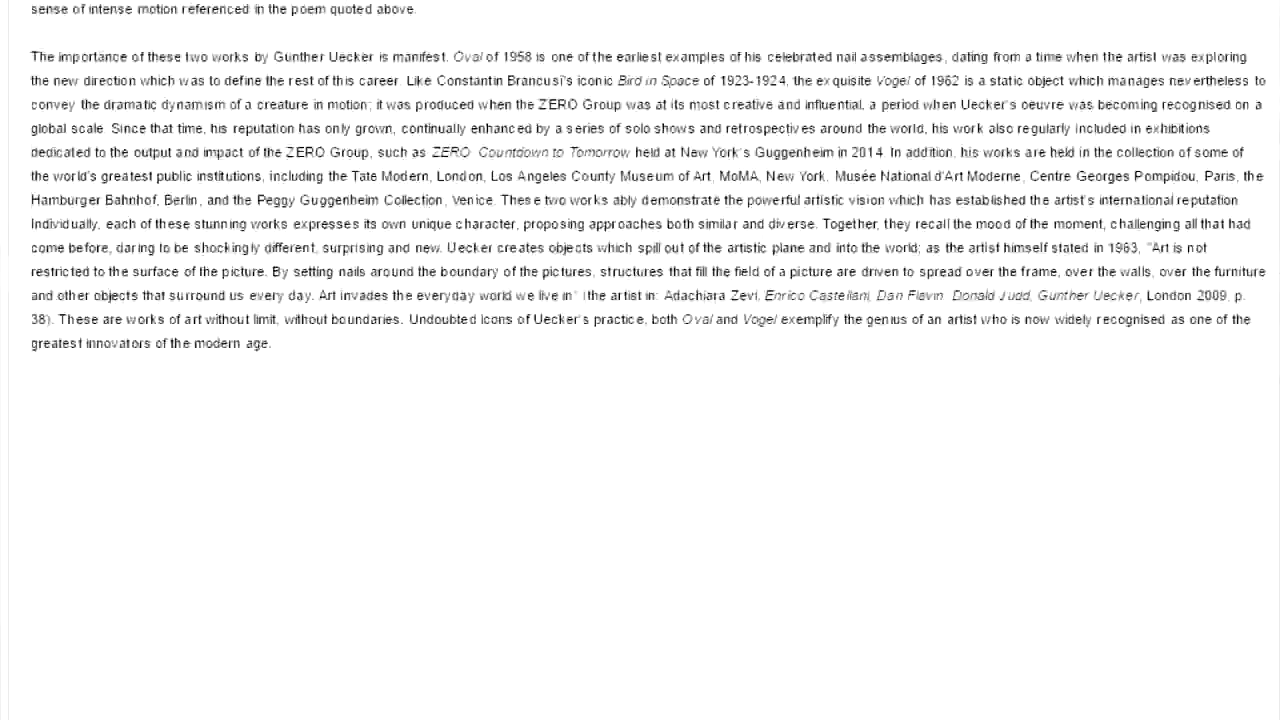 sense of intense motion referenced in the poem quoted above.
The importance of these two works by Günther Uecker is manifest. Oval of 1958 is one of the earliest examples of his celebrated nail assemblages, dating from a time when the artist was exploring
the new direction which was to define the rest of this career. Like Constantin Brancusi's iconic Bird in Space of 1923-1924, the exquisite Vogel of 1962 is a static object which manages nevertheless to
convey the dramatic dynamism of a creature in motion; it was produced when the ZERO Group was at its most creative and influential, a period when Uecker's oeuvre was becoming recognised on a
global scale. Since that time, his reputation has only grown, continually enhanced by a series of solo shows and retrospectives around the world, his work also regularly included in exhibitions
dedicated to the output and impact of the ZERO Group, such as ZERO: Countdown to Tomorrow held at New York's Guggenheim in 2014. In addition, his works are held in the collection of some of
the world's greatest public institutions, including the Tate Modern, London, Los Angeles County Museum of Art, MoMA, New York, Musée National d'Art Moderne, Centre Georges Pompidou, Paris, the
Hamburger Bahnhof, Berlin, and the Peggy Guggenheim Collection, Venice. These two works ably demonstrate the powerful artistic vision which has established the artist's international reputation.
Individually, each of these stunning works expresses its own unique character, proposing approaches both similar and diverse. Together, they recall the mood of the moment, challenging all that had
come before, daring to be shockingly different, surprising and new. Uecker creates objects which spill out of the artistic plane and into the world; as the artist himself stated in 1963, "Art is not
restricted to the surface of the picture. By setting nails around the boundary of the pictures, structures that fill the field of a picture are driven to spread over the frame, over the walls, over the furniture
and other objects that surround us every day. Art invades the everyday world we live in" (the artist in: Adachiara Zevi, Enrico Castellani, Dan Flavin, Donald Judd, Günther Uecker, London 2009, p.
38). These are works of art without limit, without boundaries. Undoubted icons of Uecker's practice, both Oval and Vogel exemplify the genius of an artist who is now widely recognised as one of the
greatest innovators of the modern age.